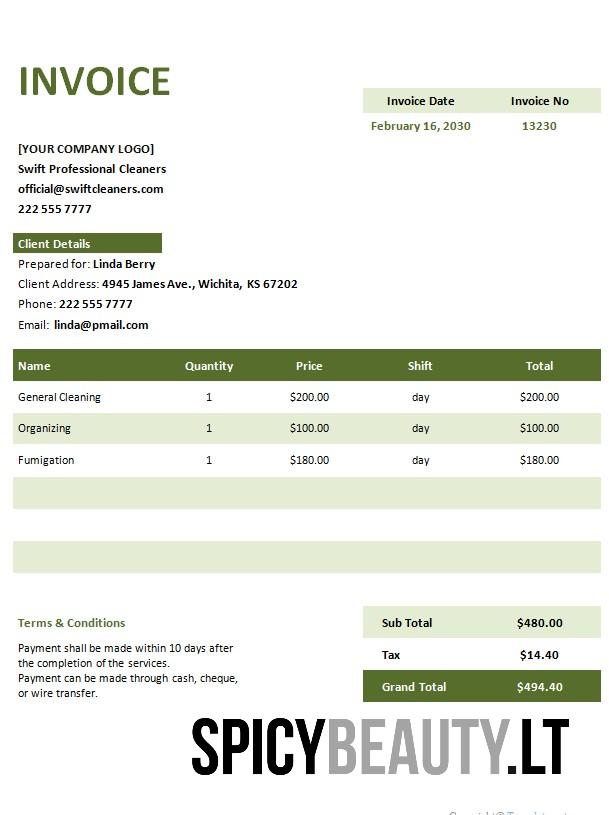 INVOICE
Invoice Date Invoice No
February 16, 2030 13230
[YOUR COMPANY LOGO]
Swift Professional Cleaners
official@swiftcleaners.com
222 555 7777
Client Details
Prepared for: Linda Berry
Client Address: 4945 James Ave., Wichita, KS 67202
Phone: 222 555 7777
Email: linda@pmail.com
Name Quantity Price Shift Total
General Cleaning 1 $200.00 day $200.00
Organizing 1 $100.00 day $100.00
Fumigation 1 $180.00 day $180.00
Sub Total $480.00
Tax $14.40
Grand Total $494.40
Terms & Conditions
Payment shall be made within 10 days after
the completion of the services.
Payment can be made through cash, cheque,
or wire transfer.
SPICYBEAUTY.LT